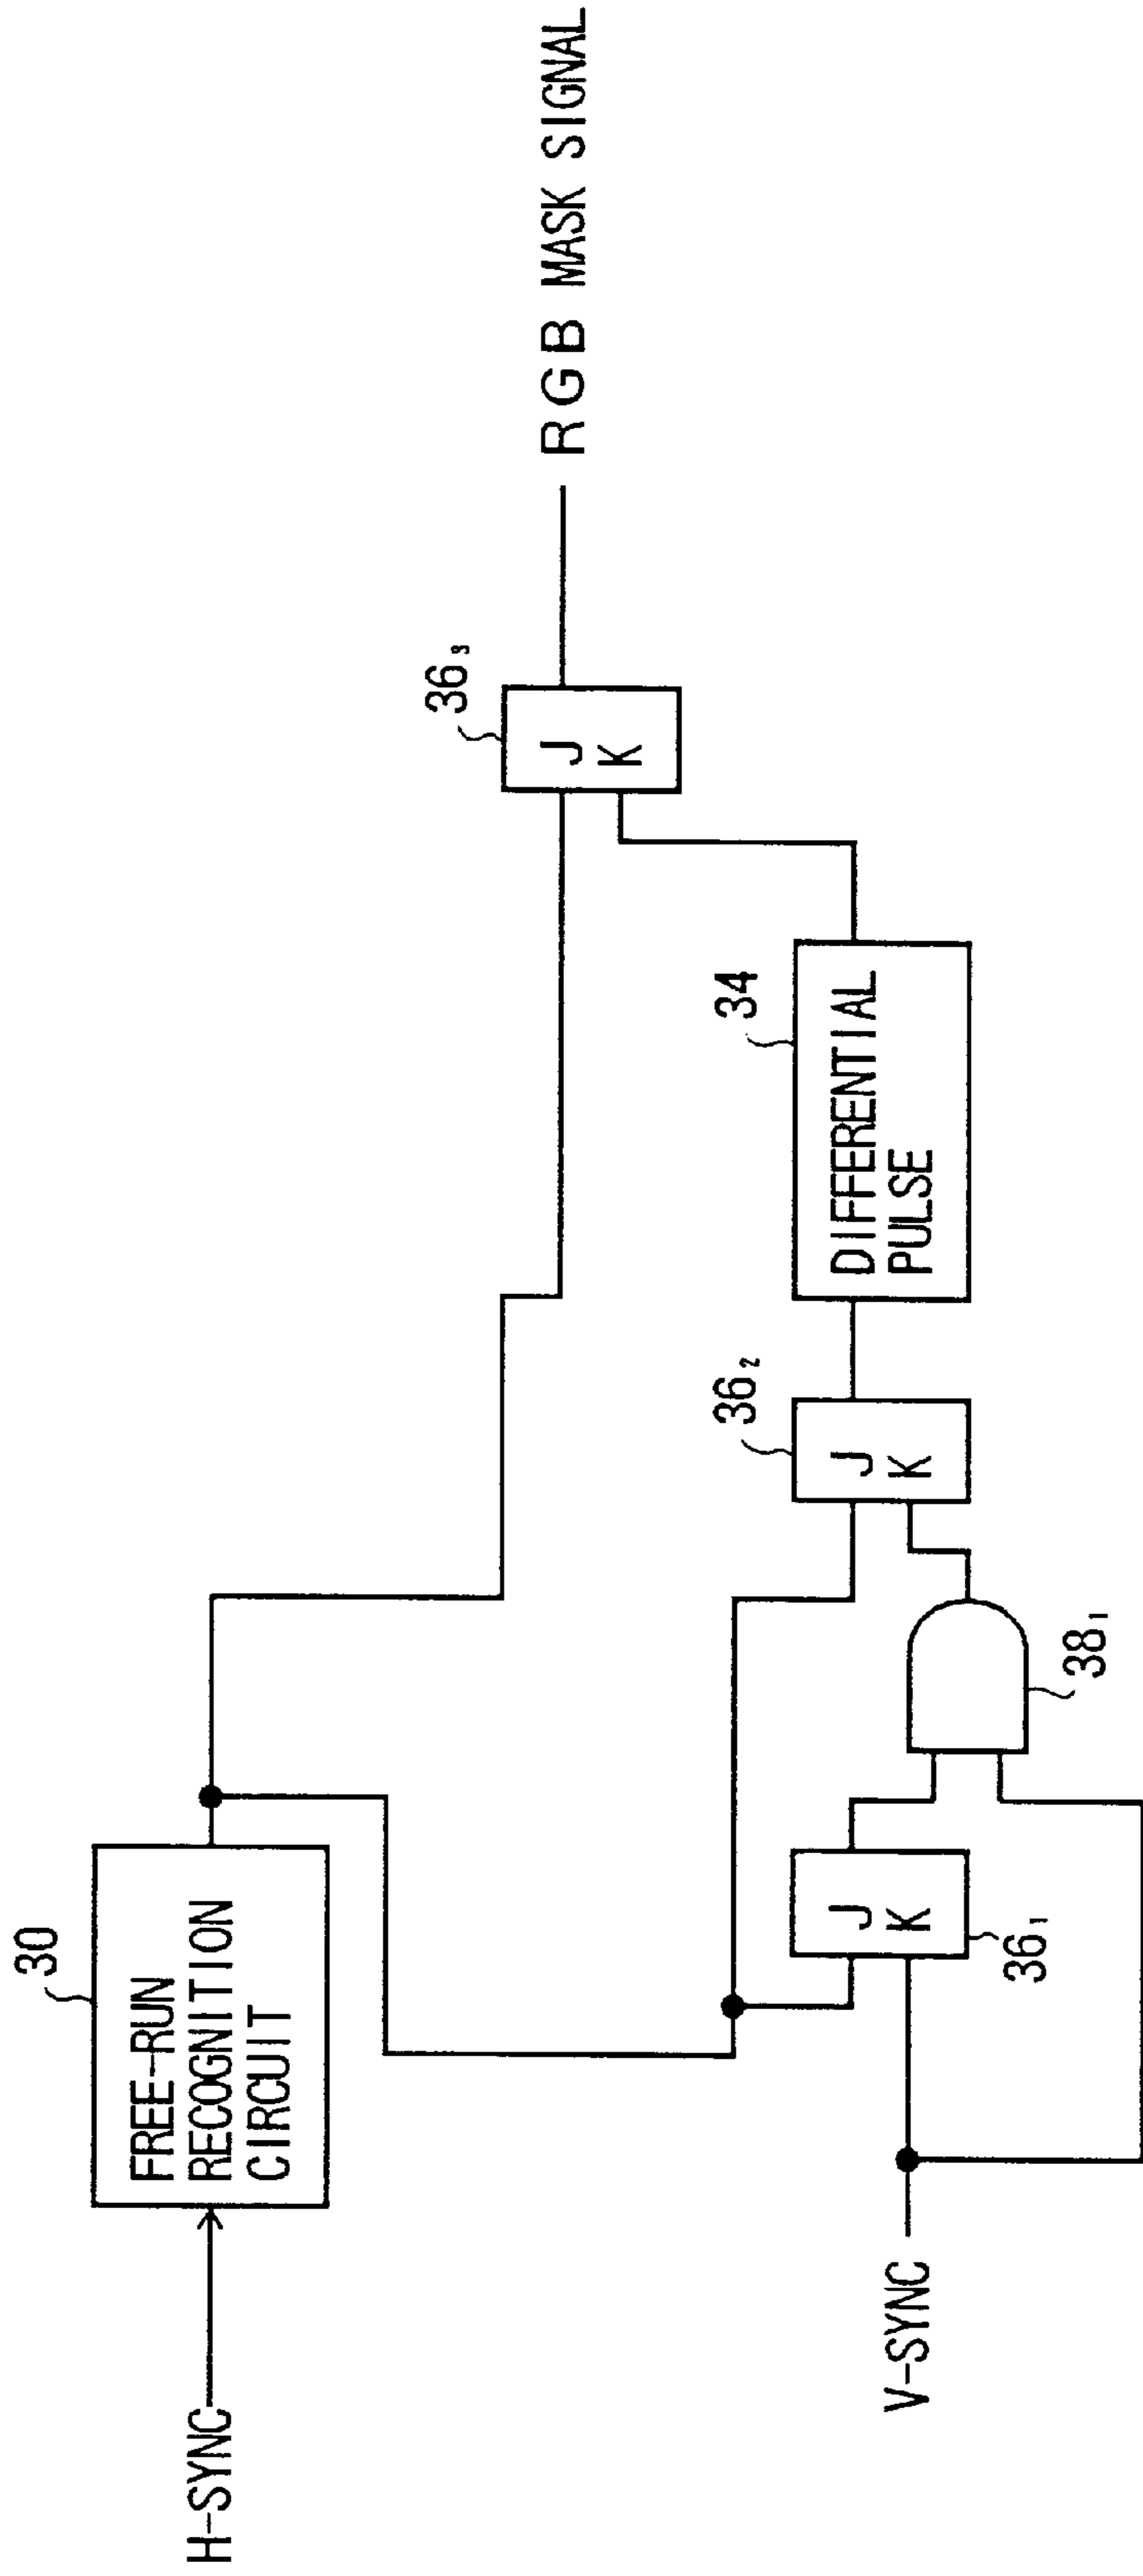 H-SYNC
30
FREE-RUN
RECOGNITION
CIRCUIT
V-SYNC
J
K
36₁
38₁
J
K
36₂
DIFFERENTIAL
PULSE
34
J
K
36₃
RGB MASK SIGNAL